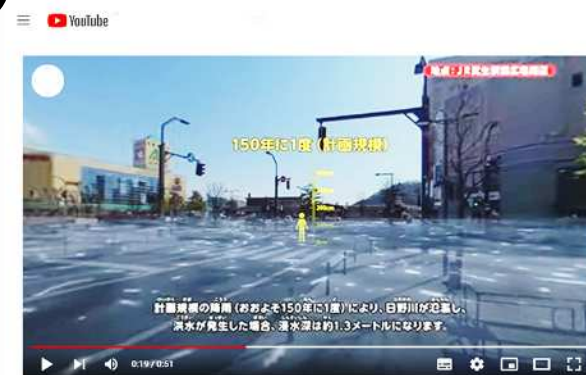 YouTube
150年に1度（計画規模）
200cm
計画規模の降雨（おおよそ150年に1度）により、日野川が氾濫し、
洪水が発生した場合、浸水深は約1.3メートルになります。
0:19 / 0:51